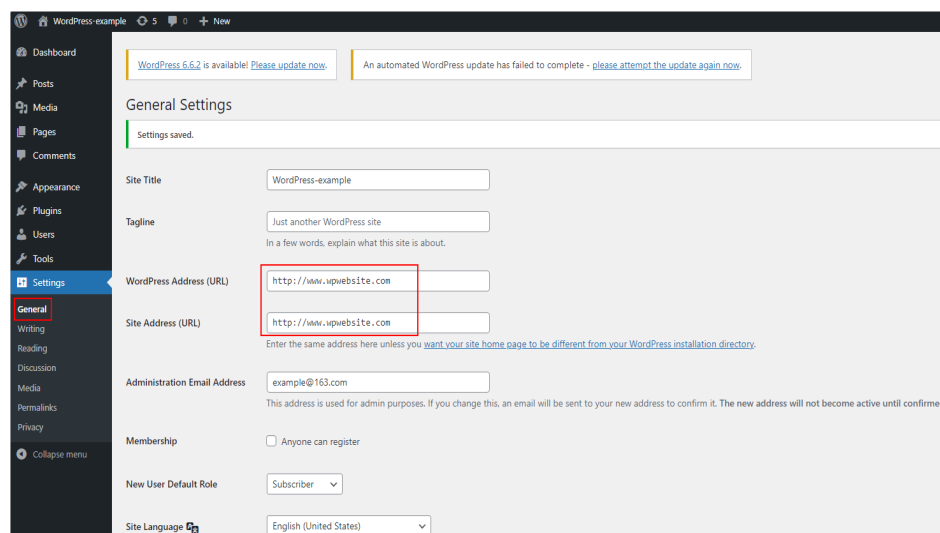 WordPress-example 5 0 + New
Dashboard
Posts
Media
Pages
Comments
Appearance
Plugins
Users
Tools
Settings
General
Writing
Reading
Discussion
Media
Permalinks
Privacy
Collapse menu
WordPress 6.6.2 is available! Please update now.
An automated WordPress update has failed to complete - please attempt the update again now.
General Settings
Settings saved.
Site Title
WordPress-example
Tagline
Just another WordPress site
In a few words, explain what this site is about.
WordPress Address (URL)
http://www.wpwebsite.com
Site Address (URL)
http://www.wpwebsite.com
Enter the same address here unless you want your site home page to be different from your WordPress installation directory.
Administration Email Address
example@163.com
This address is used for admin purposes. If you change this, an email will be sent to your new address to confirm it. The new address will not become active until confirme
Membership
Anyone can register
New User Default Role
Subscriber
Site Language
English (United States)